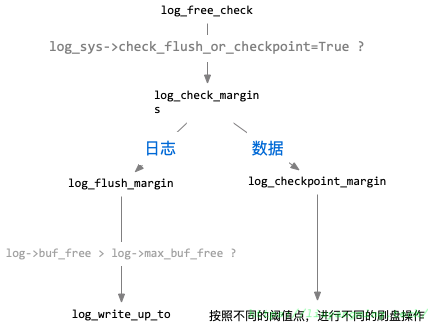 log_free_check
log_sys->check_flush_or_checkpoint=True ?
log_check_margin
s
日志
数据
log_flush_margin
log_checkpoint_margin
log->buf_free > log->max_buf_free ?
log_write_up_to
按照不同的阈值点，进行不同的刷盘操作